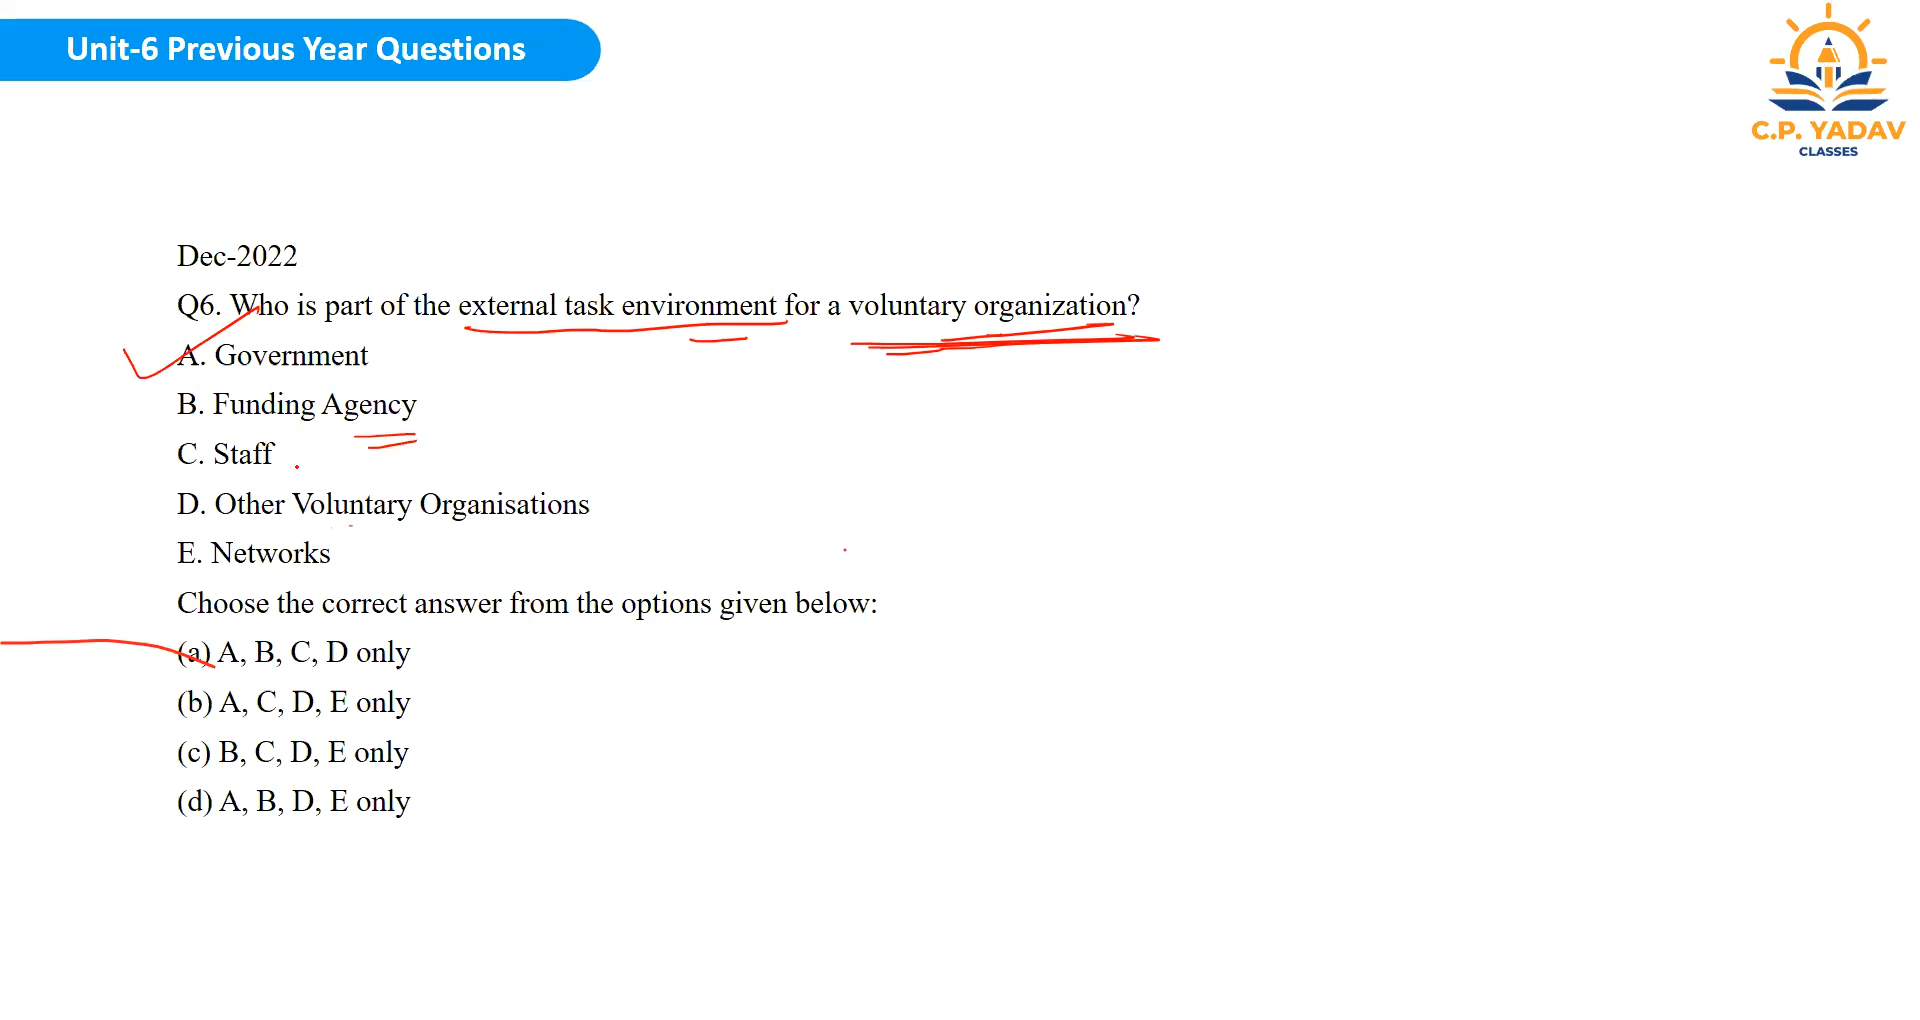 Unit-6 Previous Year Questions
C.P. YADAV
CLASSES
Dec-2022
Q6. Who is part of the external task environment for a voluntary organization?
A. Government
B. Funding Agency
C. Staff
D. Other Voluntary Organisations
E. Networks
Choose the correct answer from the options given below:
(a) A, B, C, D only
(b) A, C, D, E only
(c) B, C, D, E only
(d) A, B, D, E only